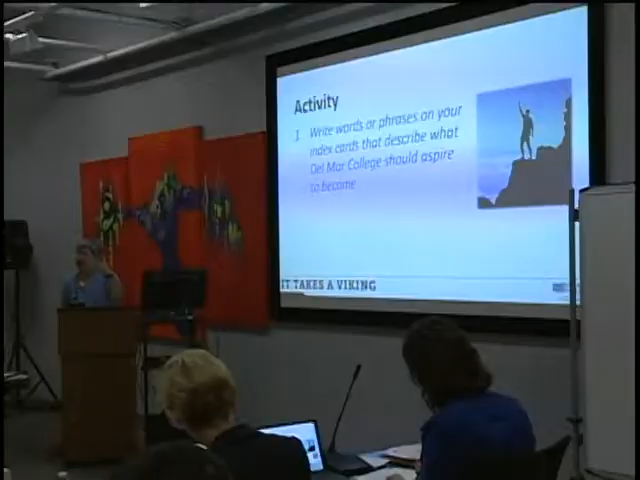 Activity
1. Write words or phrases on your
index cards that describe what
Del Mar College should aspire
to become
IT TAKES A VIKING